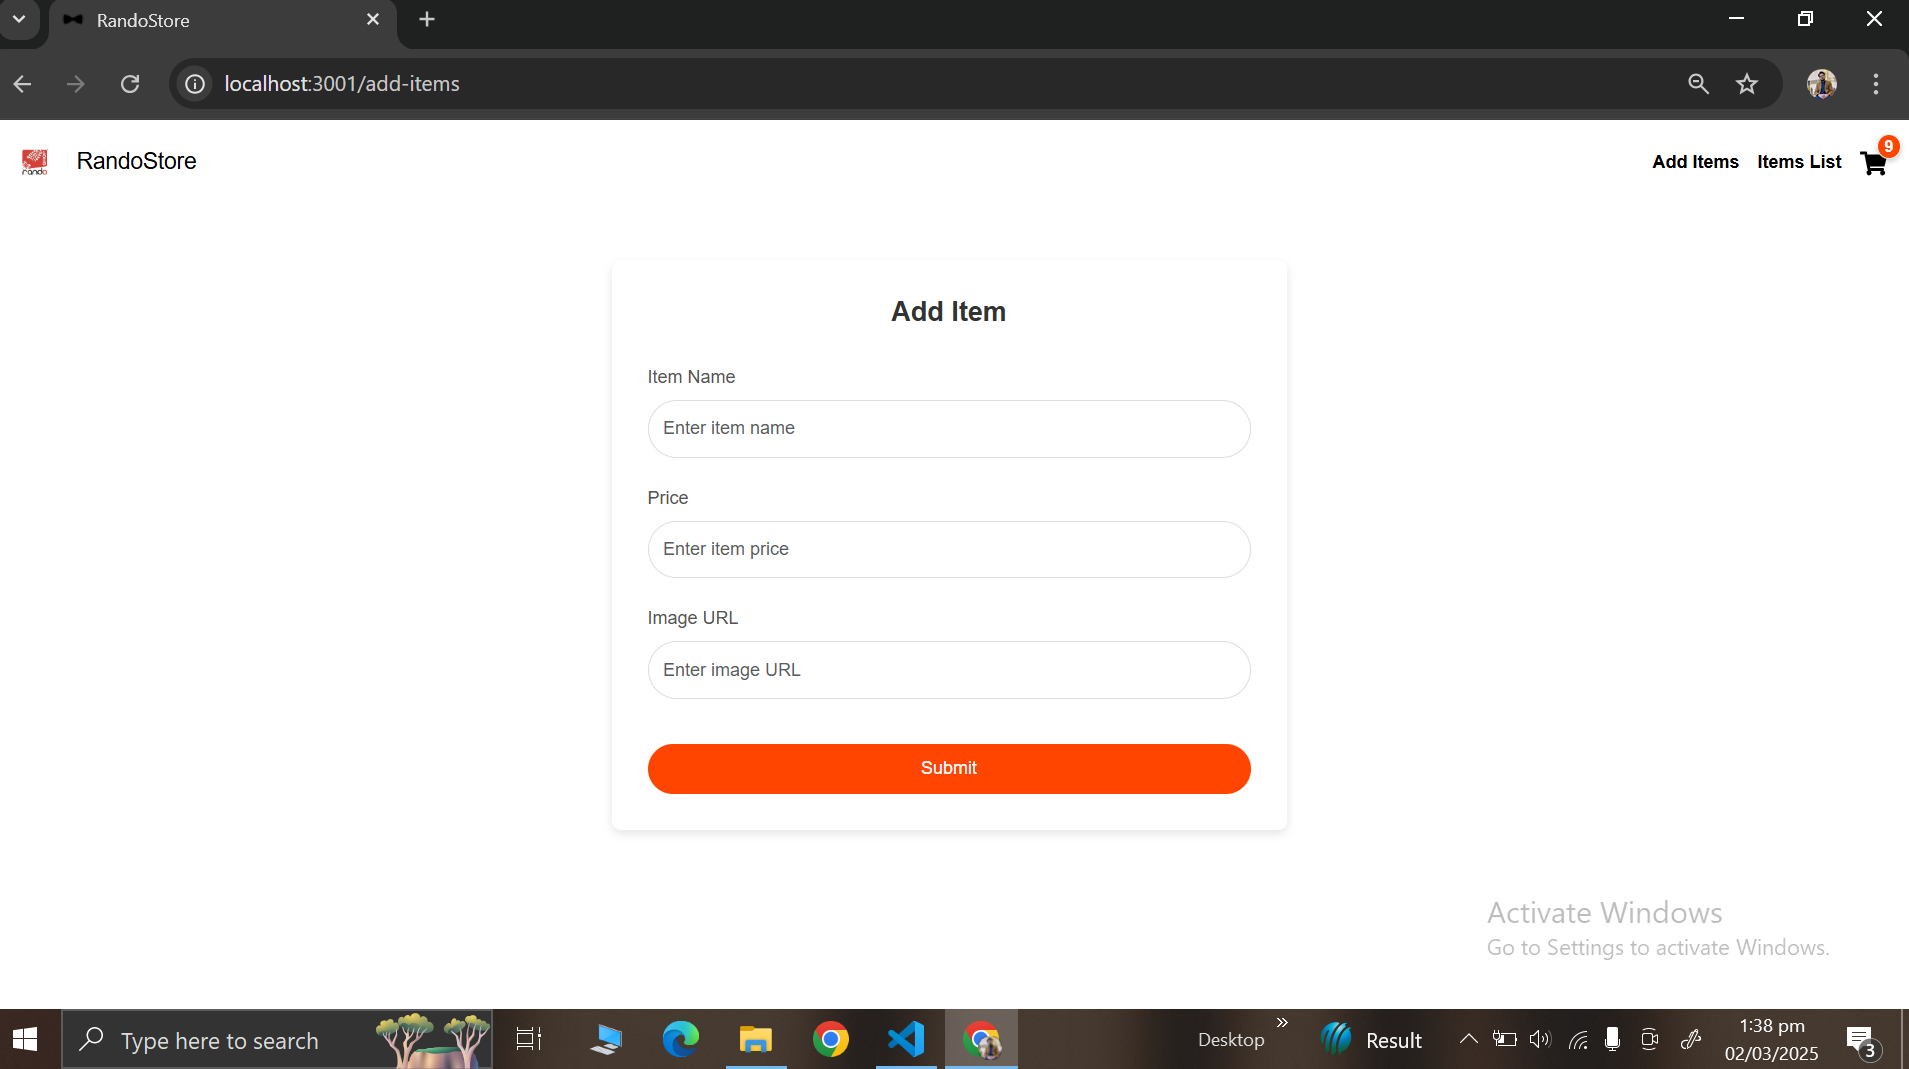 RandoStore
localhost:3001/add-items
rando
RandoStore
Add Items
Items List
9
Add Item
Item Name
Enter item name
Price
Enter item price
Image URL
Enter image URL
Submit
Activate Windows
Go to Settings to activate Windows.
Type here to search
Desktop
Result
1:38 pm
02/03/2025
3